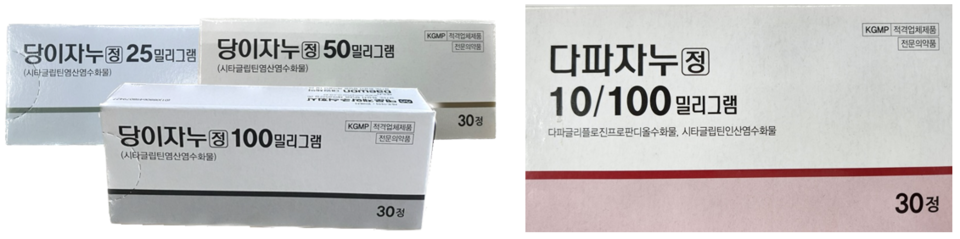 당이자누 정 25 밀리그램
(시타글립틴염산염수화물)
당이자누 정 50 밀리그램
(시타글립틴염산염수화물)
KGMP 적격업체제품
전문의약품
30정
당이자누 정 100 밀리그램
(시타글립틴염산염수화물)
KGMP 적격업체제품
전문의약품
30정
다파자누 정
10/100 밀리그램
다파글리플로진프로판디올수화물, 시타글립틴인산염수화물
KGMP 적격업체제품
전문의약품
30정